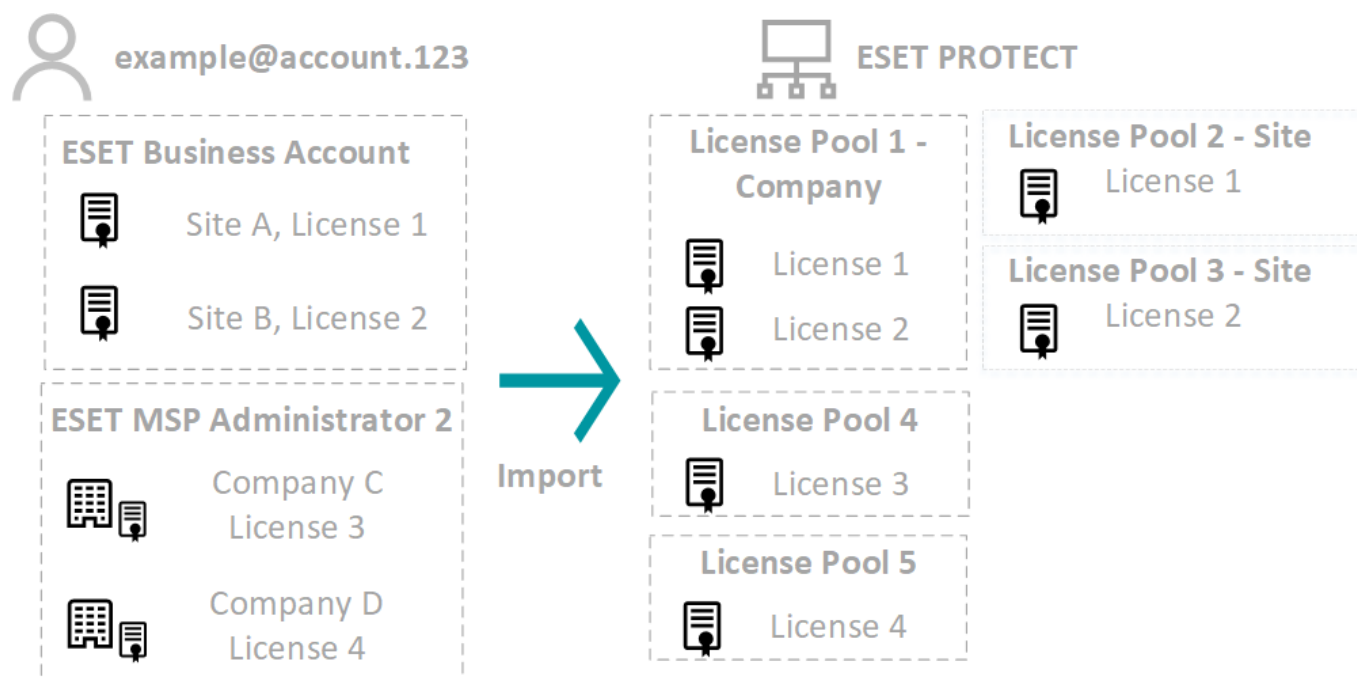 example@account.123
ESET Business Account
Site A, License 1
Site B, License 2
ESET MSP Administrator 2
Company C
License 3
Company D
License 4
Import
ESET PROTECT
License Pool 1 -
Company
License 1
License 2
License Pool 2 - Site
License 1
License Pool 3 - Site
License 2
License Pool 4
License 3
License Pool 5
License 4